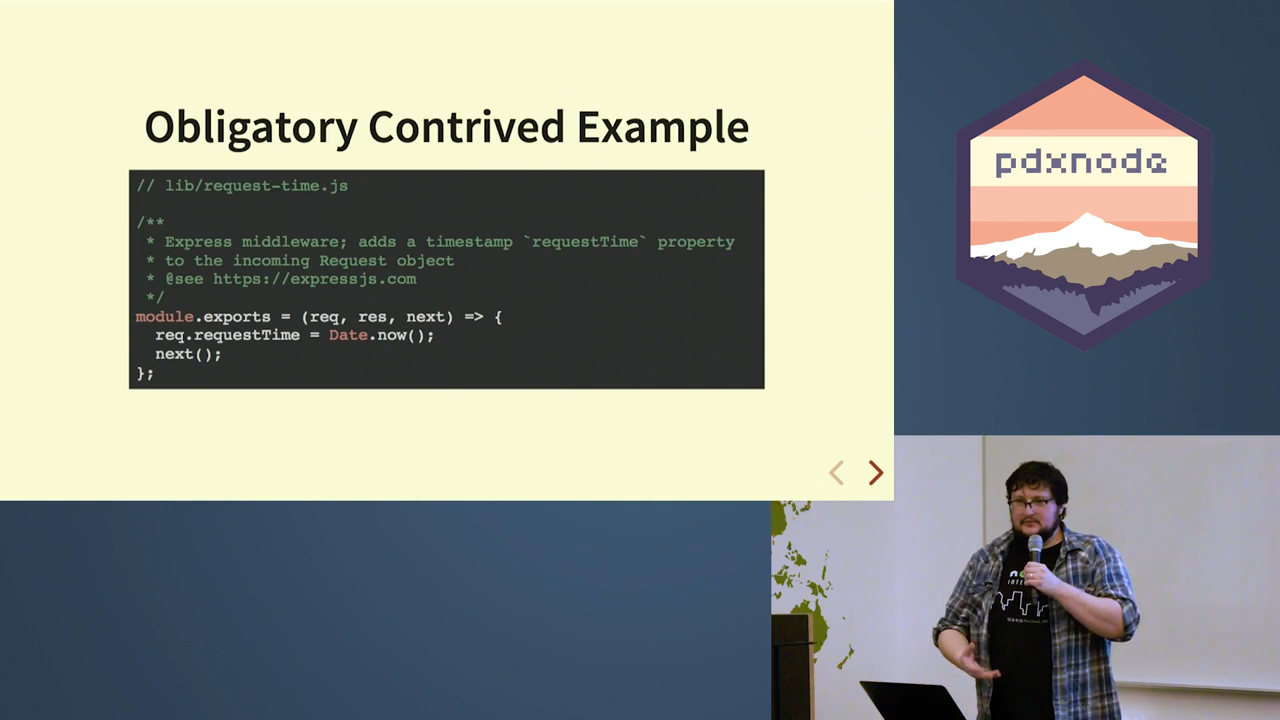 Obligatory Contrived Example
// lib/request-time.js
/**
* Express middleware; adds a timestamp `requestTime` property
* to the incoming Request object
* @see https://expressjs.com
*/
module.exports = (req, res, next) => {
req.requestTime = Date.now();
next();
};
pdxnode